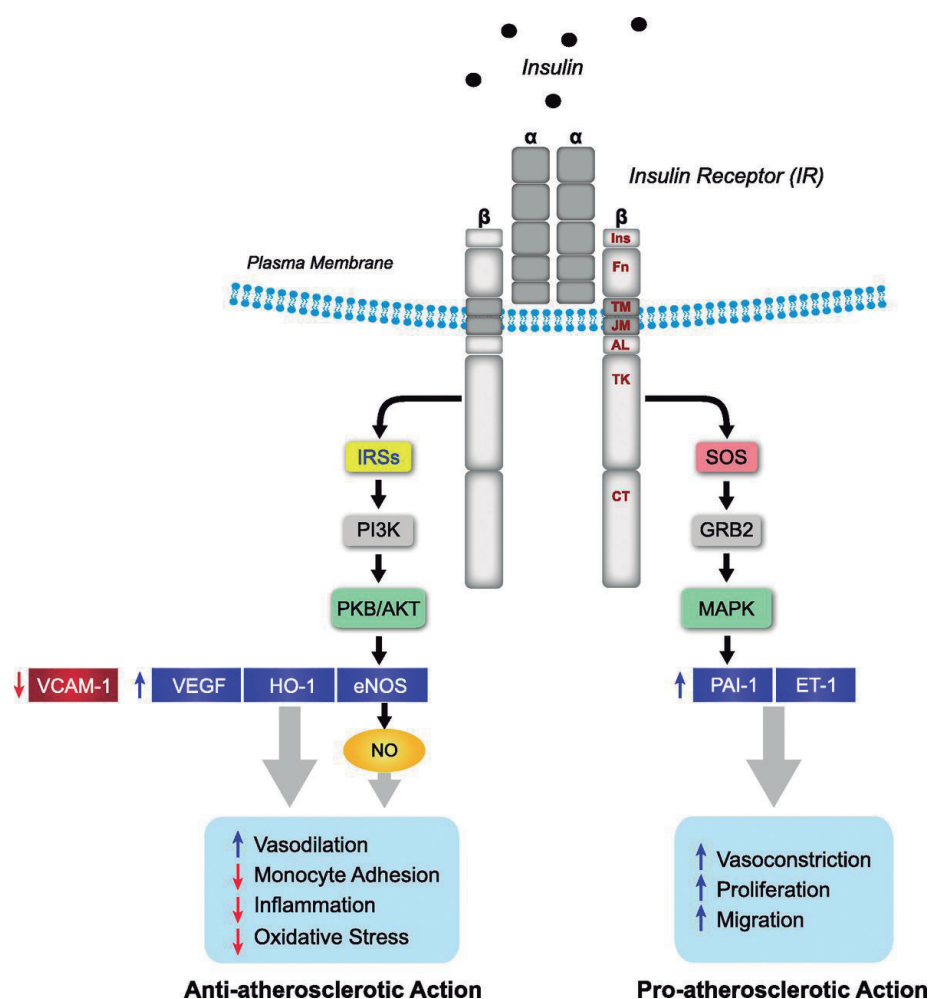 Insulin
α α
Insulin Receptor (IR)
β β
Ins
Plasma Membrane
Fn
TM
JM
AL
TK
IRSs
SOS
CT
PI3K
GRB2
PKB/AKT
MAPK
VCAM-1 VEGF HO-1 eNOS
PAI-1 ET-1
NO
Vasodilation
Monocyte Adhesion
Inflammation
Oxidative Stress
Vasoconstriction
Proliferation
Migration
Anti-atherosclerotic Action
Pro-atherosclerotic Action